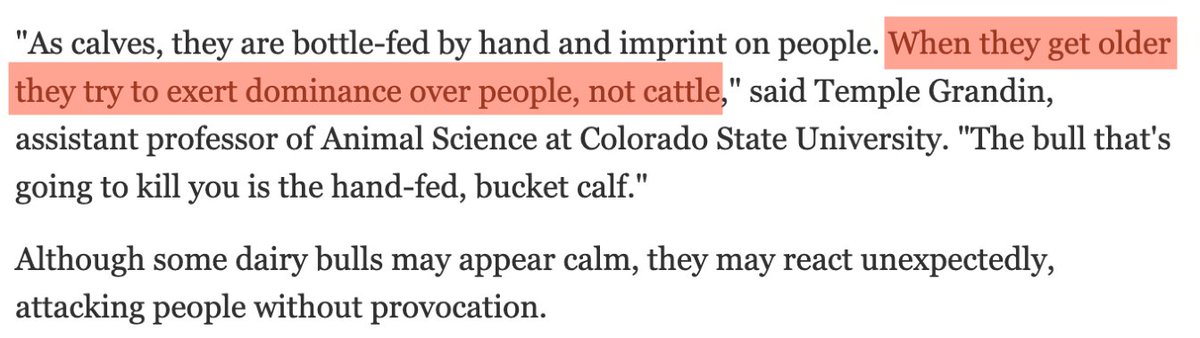 "As calves, they are bottle-fed by hand and imprint on people. When they get older
they try to exert dominance over people, not cattle," said Temple Grandin,
assistant professor of Animal Science at Colorado State University. "The bull that's
going to kill you is the hand-fed, bucket calf."
Although some dairy bulls may appear calm, they may react unexpectedly,
attacking people without provocation.